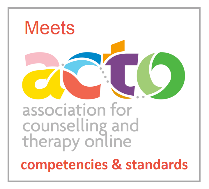 Meets
acto
association for
counselling and
therapy online
competencies & standards